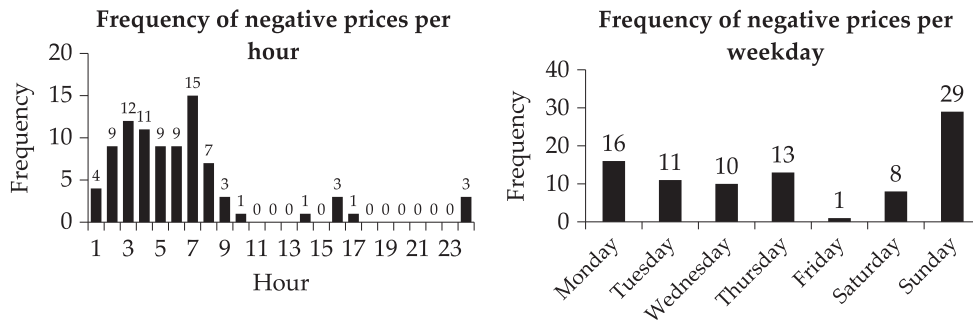 Frequency of negative prices per
hour
20
15
10
5
0
Frequency
4 9 12 11 9 9 15 7 3 1 0 0 0 1 0 3 1 0 0 0 0 0 0 3
1 3 5 7 9 11 13 15 17 19 21 23
Hour
Frequency of negative prices per
weekday
40
30
20
10
0
Frequency
16 11 10 13 1 8 29
Monday Tuesday Wednesday Thursday Friday Saturday Sunday